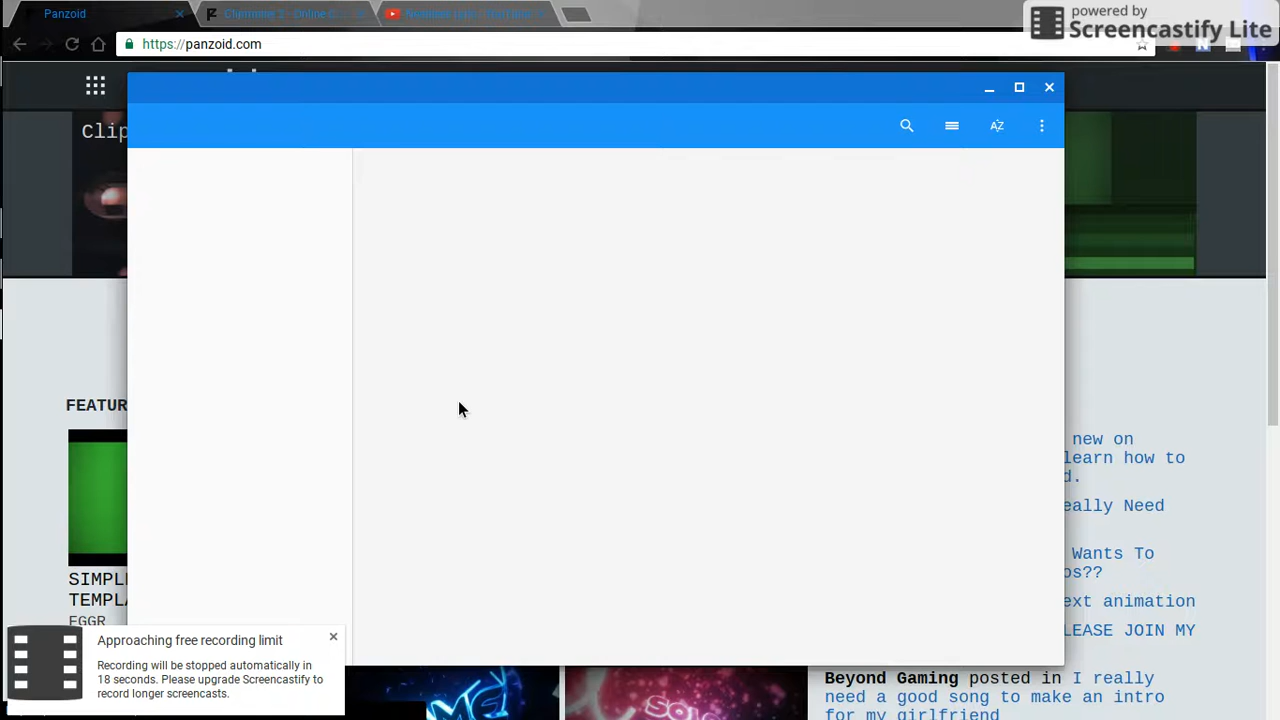 Panzoid
powered by
Screencastify Lite
https://panzoid.com
Clip
FEATUR
SIMPL
TEMPL
EGGR
new on
learn how to
d.
eally Need
Wants To
os??
ext animation
LEASE JOIN MY
Beyond Gaming posted in I really
need a good song to make an intro
for my girlfriend
Approaching free recording limit
Recording will be stopped automatically in
18 seconds. Please upgrade Screencastify to
record longer screencasts.
AZ